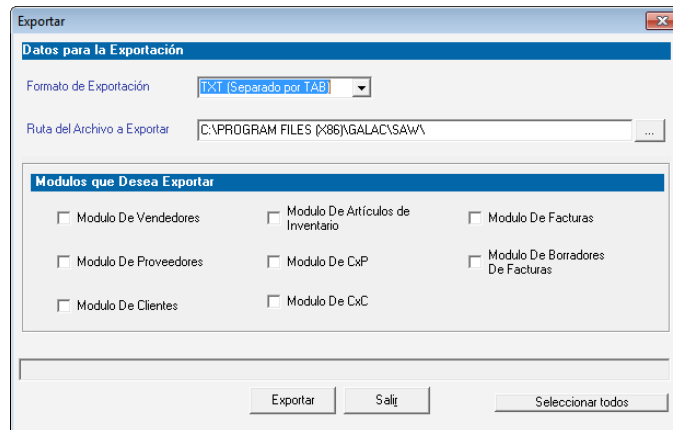 Exportar
Datos para la Exportación
Formato de Exportación
TXT (Separado por TAB)
Ruta del Archivo a Exportar
C:\PROGRAM FILES (X86)\GALAC\SAW\
...
Modulos que Desea Exportar
Modulo De Vendedores
Modulo De Artículos de
Inventario
Modulo De Facturas
Modulo De Proveedores
Modulo De CxP
Modulo De Borradores
De Facturas
Modulo De Clientes
Modulo De CxC
Exportar
Salir
Seleccionar todos